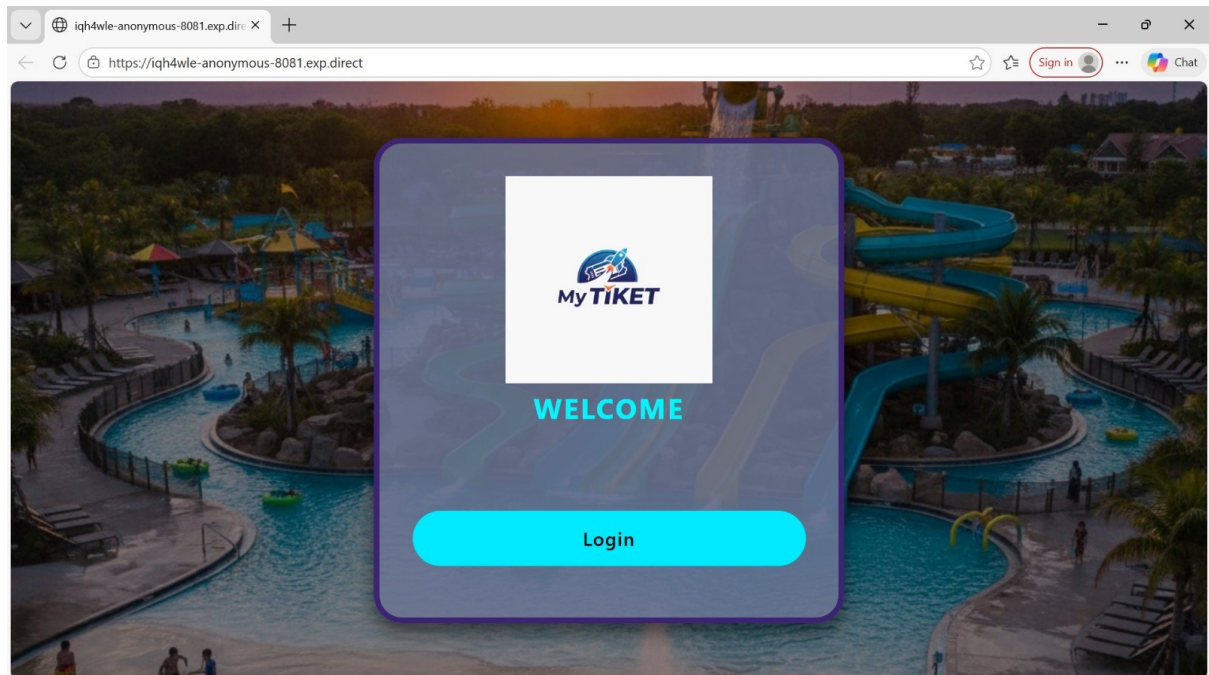 iqh4wle-anonymous-8081.exp.dire
https://iqh4wle-anonymous-8081.exp.direct
Sign in
Chat
My TIKET
WELCOME
Login